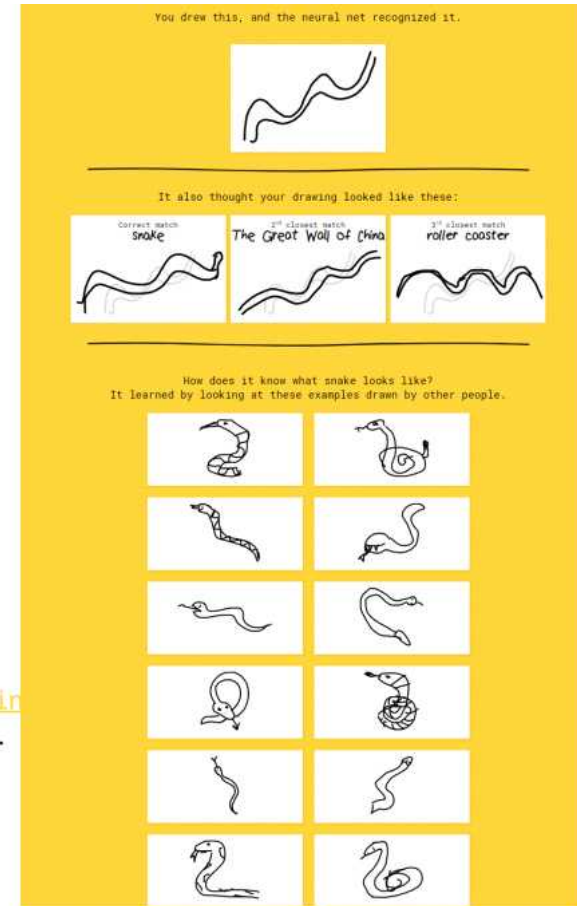 You drew this, and the neural net recognized it.
It also thought your drawing looked like these:
Correct match
snake
2nd closest match
The Great Wall of China
3rd closest match
roller coaster
How does it know what snake looks like?
It learned by looking at these examples drawn by other people.
in
.